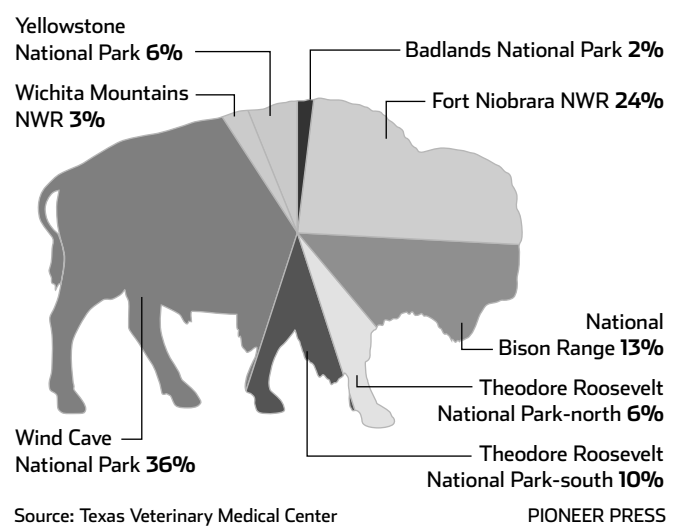 Yellowstone
National Park 6%
Wichita Mountains
NWR 3%
Badlands National Park 2%
Fort Niobrara NWR 24%
National
Bison Range 13%
Theodore Roosevelt
National Park-north 6%
Theodore Roosevelt
National Park-south 10%
Wind Cave
National Park 36%
Source: Texas Veterinary Medical Center
PIONEER PRESS